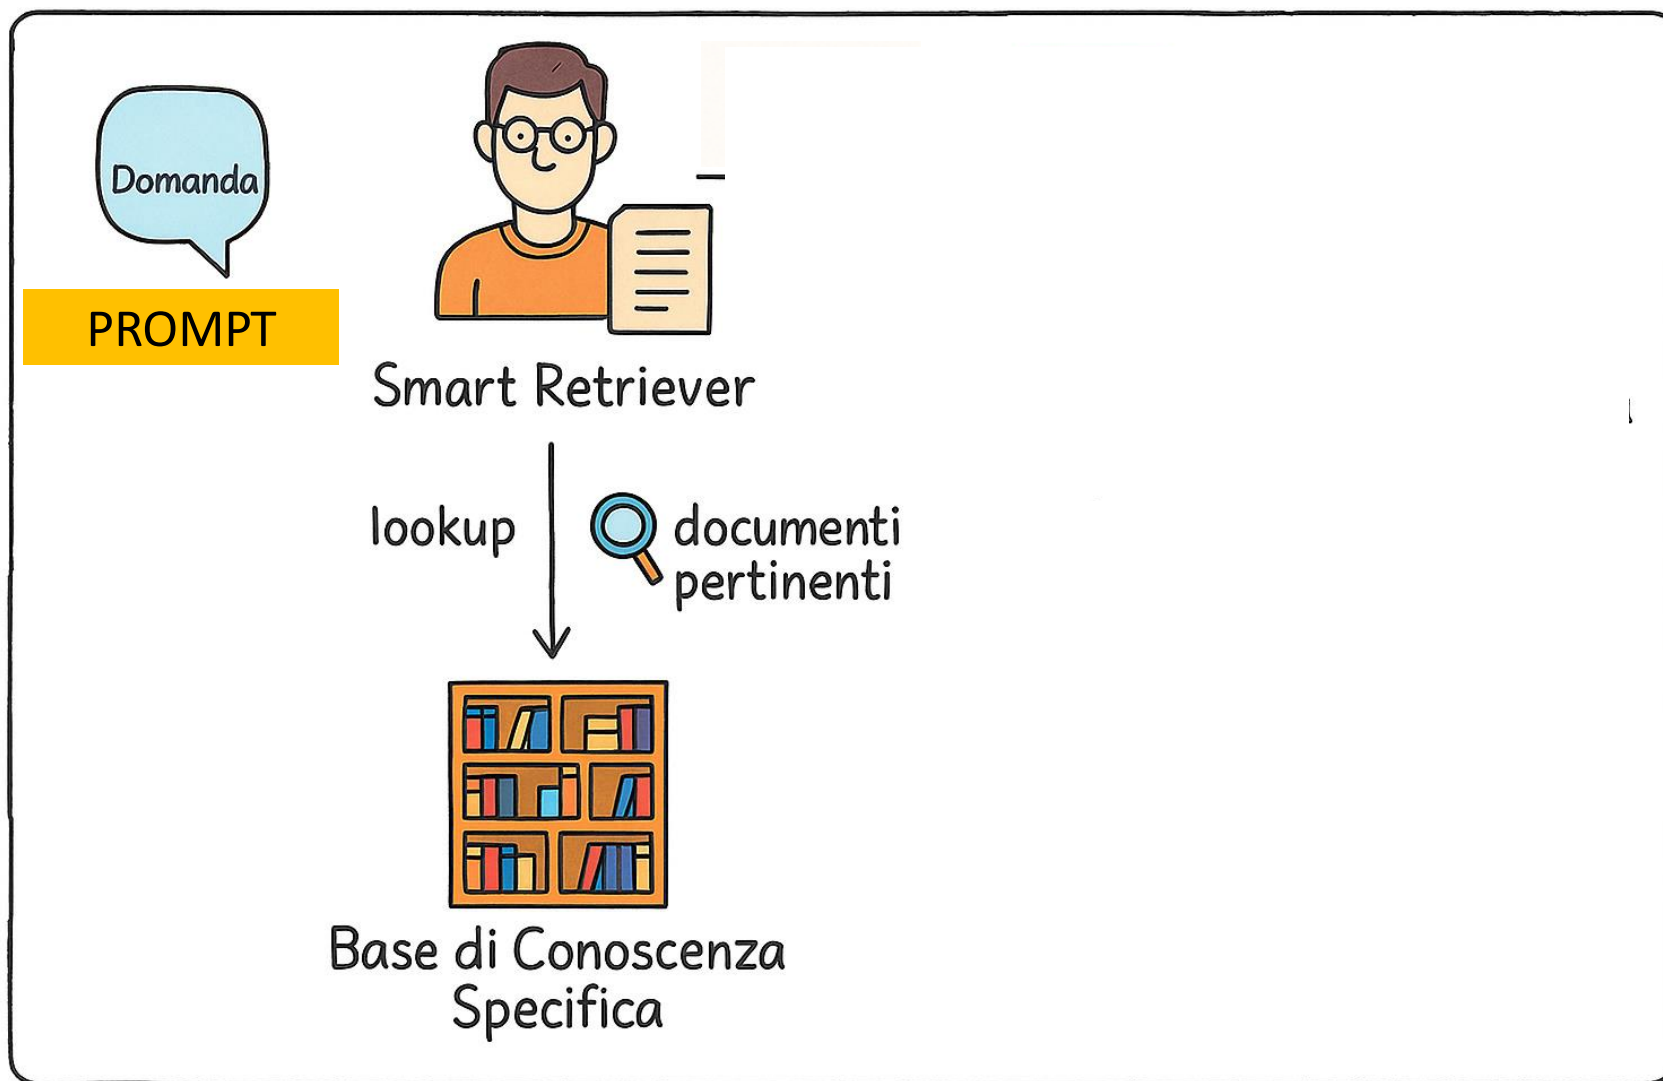 Domanda
PROMPT
Smart Retriever
lookup
documenti
pertinenti
Base di Conoscenza
Specifica